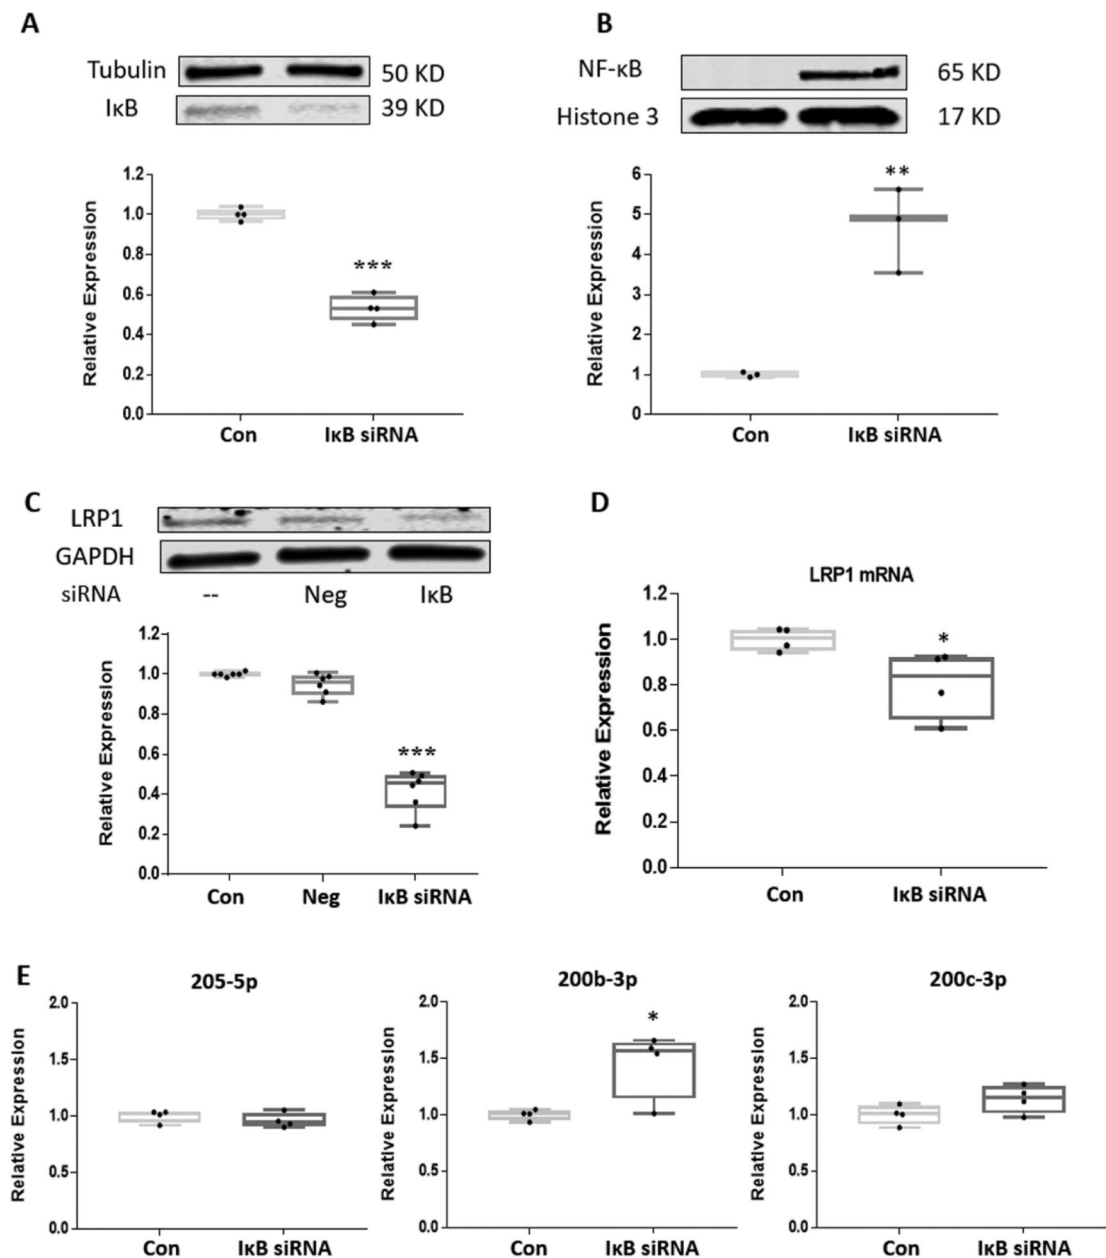 A
Tubulin
50 KD
IκB
39 KD
Relative Expression
1.2
1.0
0.8
0.6
0.4
0.2
0.0
***
Con
IκB siRNA
B
NF-κB
65 KD
Histone 3
17 KD
Relative Expression
6
5
4
3
2
1
0
**
Con
IκB siRNA
C
LRP1
GAPDH
siRNA -- Neg IκB
Relative Expression
1.2
1.0
0.8
0.6
0.4
0.2
0.0
***
Con
Neg
IκB siRNA
D
LRP1 mRNA
Relative Expression
1.2
1.0
0.8
0.6
0.4
0.2
0.0
*
Con
IκB siRNA
E
205-5p
Relative Expression
2.0
1.5
1.0
0.5
0.0
Con
IκB siRNA
200b-3p
Relative Expression
2.0
1.5
1.0
0.5
0.0
*
Con
IκB siRNA
200c-3p
Relative Expression
2.0
1.5
1.0
0.5
0.0
Con
IκB siRNA